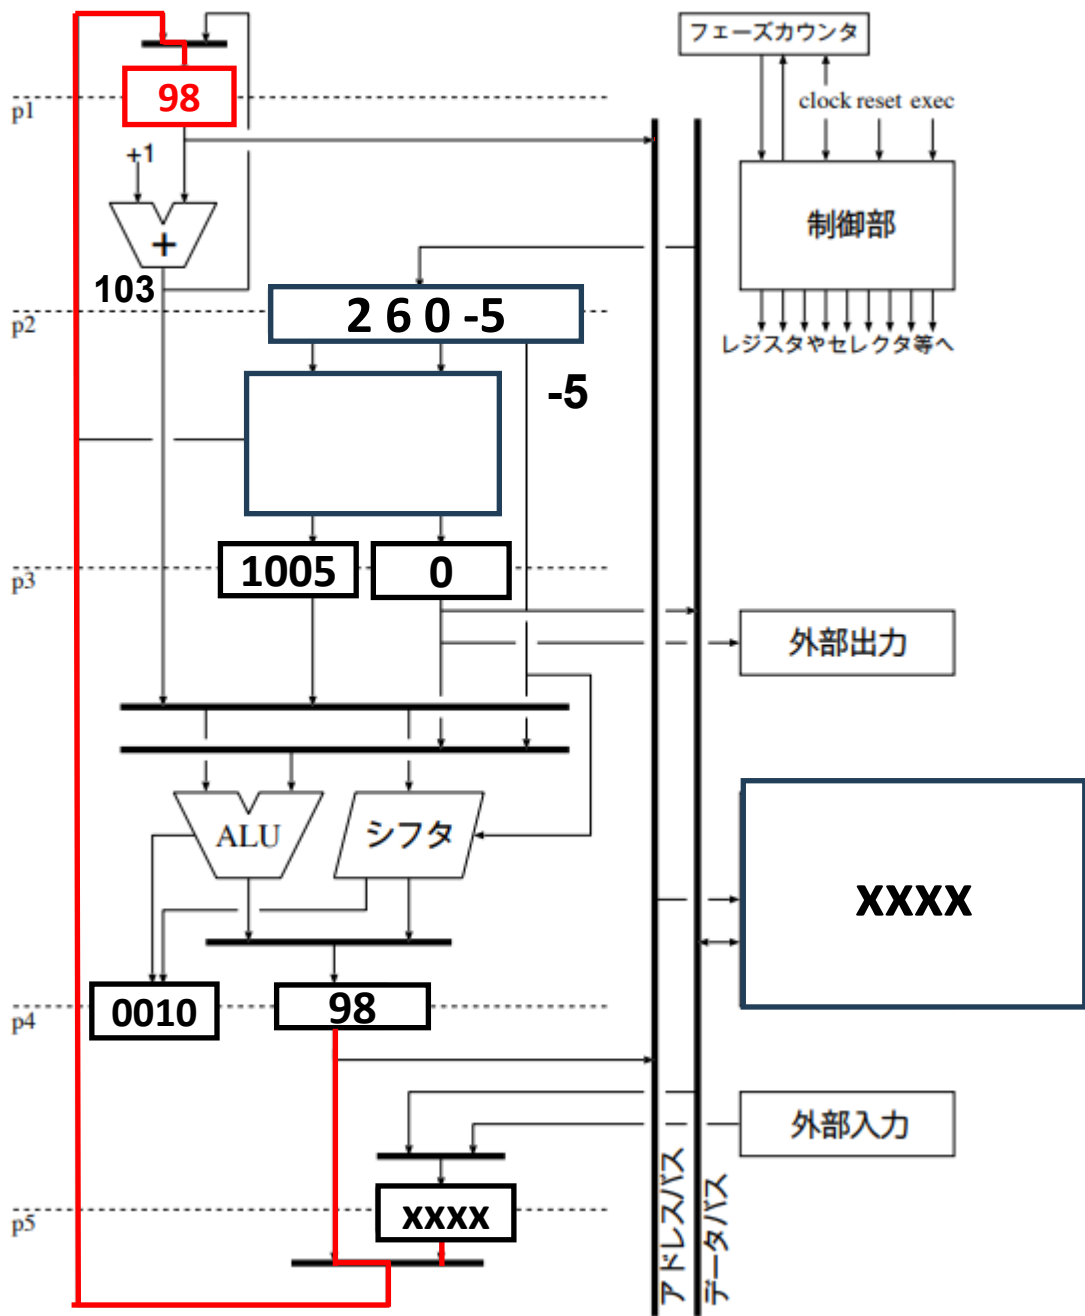 フェーズカウンタ
98
p1
clock reset exec
+1
制御部
+
103
p2
2 6 0 -5
レジスタやセレクタ等へ
-5
1005
0
p3
外部出力
ALU
シフタ
xxxx
0010
98
p4
外部入力
アドレスバス
データバス
xxxx
p5